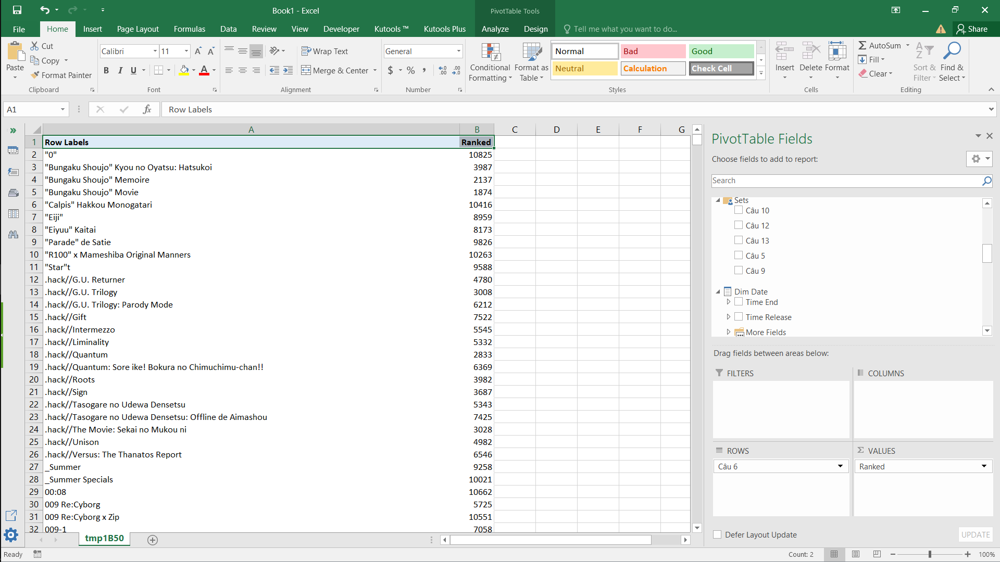 Book1 - Excel
PivotTable Tools
File Home Insert Page Layout Formulas Data Review View Developer Kutools ™ Kutools Plus Analyze Design Tell me what you want to do... Share
Paste
Cut
Copy
Format Painter
Clipboard
Calibri 11
B I U
Font
Wrap Text
Merge & Center
Alignment
General
$ % ,
Number
Conditional Formatting
Format as Table
Normal Bad Good
Neutral Calculation Check Cell
Styles
Insert Delete Format
Cells
AutoSum
Fill
Clear
Sort & Filter
Find & Select
Editing
A1 fx Row Labels
A B C D E F G
1 Row Labels Ranked
2 "0" 10825
3 "Bungaku Shoujo" Kyou no Oyatsu: Hatsukoi 3987
4 "Bungaku Shoujo" Memoire 2137
5 "Bungaku Shoujo" Movie 1874
6 "Calpis" Hakkou Monogatari 10416
7 "Eiji" 8959
8 "Eiyuu" Kaitai 8173
9 "Parade" de Satie 9826
10 "R100" x Mameshiba Original Manners 10263
11 "Star"t 9588
12 .hack//G.U. Returner 4780
13 .hack//G.U. Trilogy 3008
14 .hack//G.U. Trilogy: Parody Mode 6212
15 .hack//Gift 7522
16 .hack//Intermezzo 5545
17 .hack//Liminality 5332
18 .hack//Quantum 2833
19 .hack//Quantum: Sore ike! Bokura no Chimuchimu-chan!! 6369
20 .hack//Roots 3982
21 .hack//Sign 3687
22 .hack//Tasogare no Udewa Densetsu 5343
23 .hack//Tasogare no Udewa Densetsu: Offline de Aimashou 7425
24 .hack//The Movie: Sekai no Mukou ni 3028
25 .hack//Unison 4982
26 .hack//Versus: The Thanatos Report 6546
27 _Summer 9258
28 _Summer Specials 10021
29 00:08 10662
30 009 Re:Cyborg 5725
31 009 Re:Cyborg x Zip 10551
32 009-1 7058
tmp1B50
PivotTable Fields
Choose fields to add to report:
Search
Sets
Câu 10
Câu 12
Câu 13
Câu 5
Câu 9
Dim Date
Time End
Time Release
More Fields
Drag fields between areas below:
FILTERS
COLUMNS
ROWS
Câu 6
VALUES
Ranked
Defer Layout Update
UPDATE
Ready
Count: 2
100%